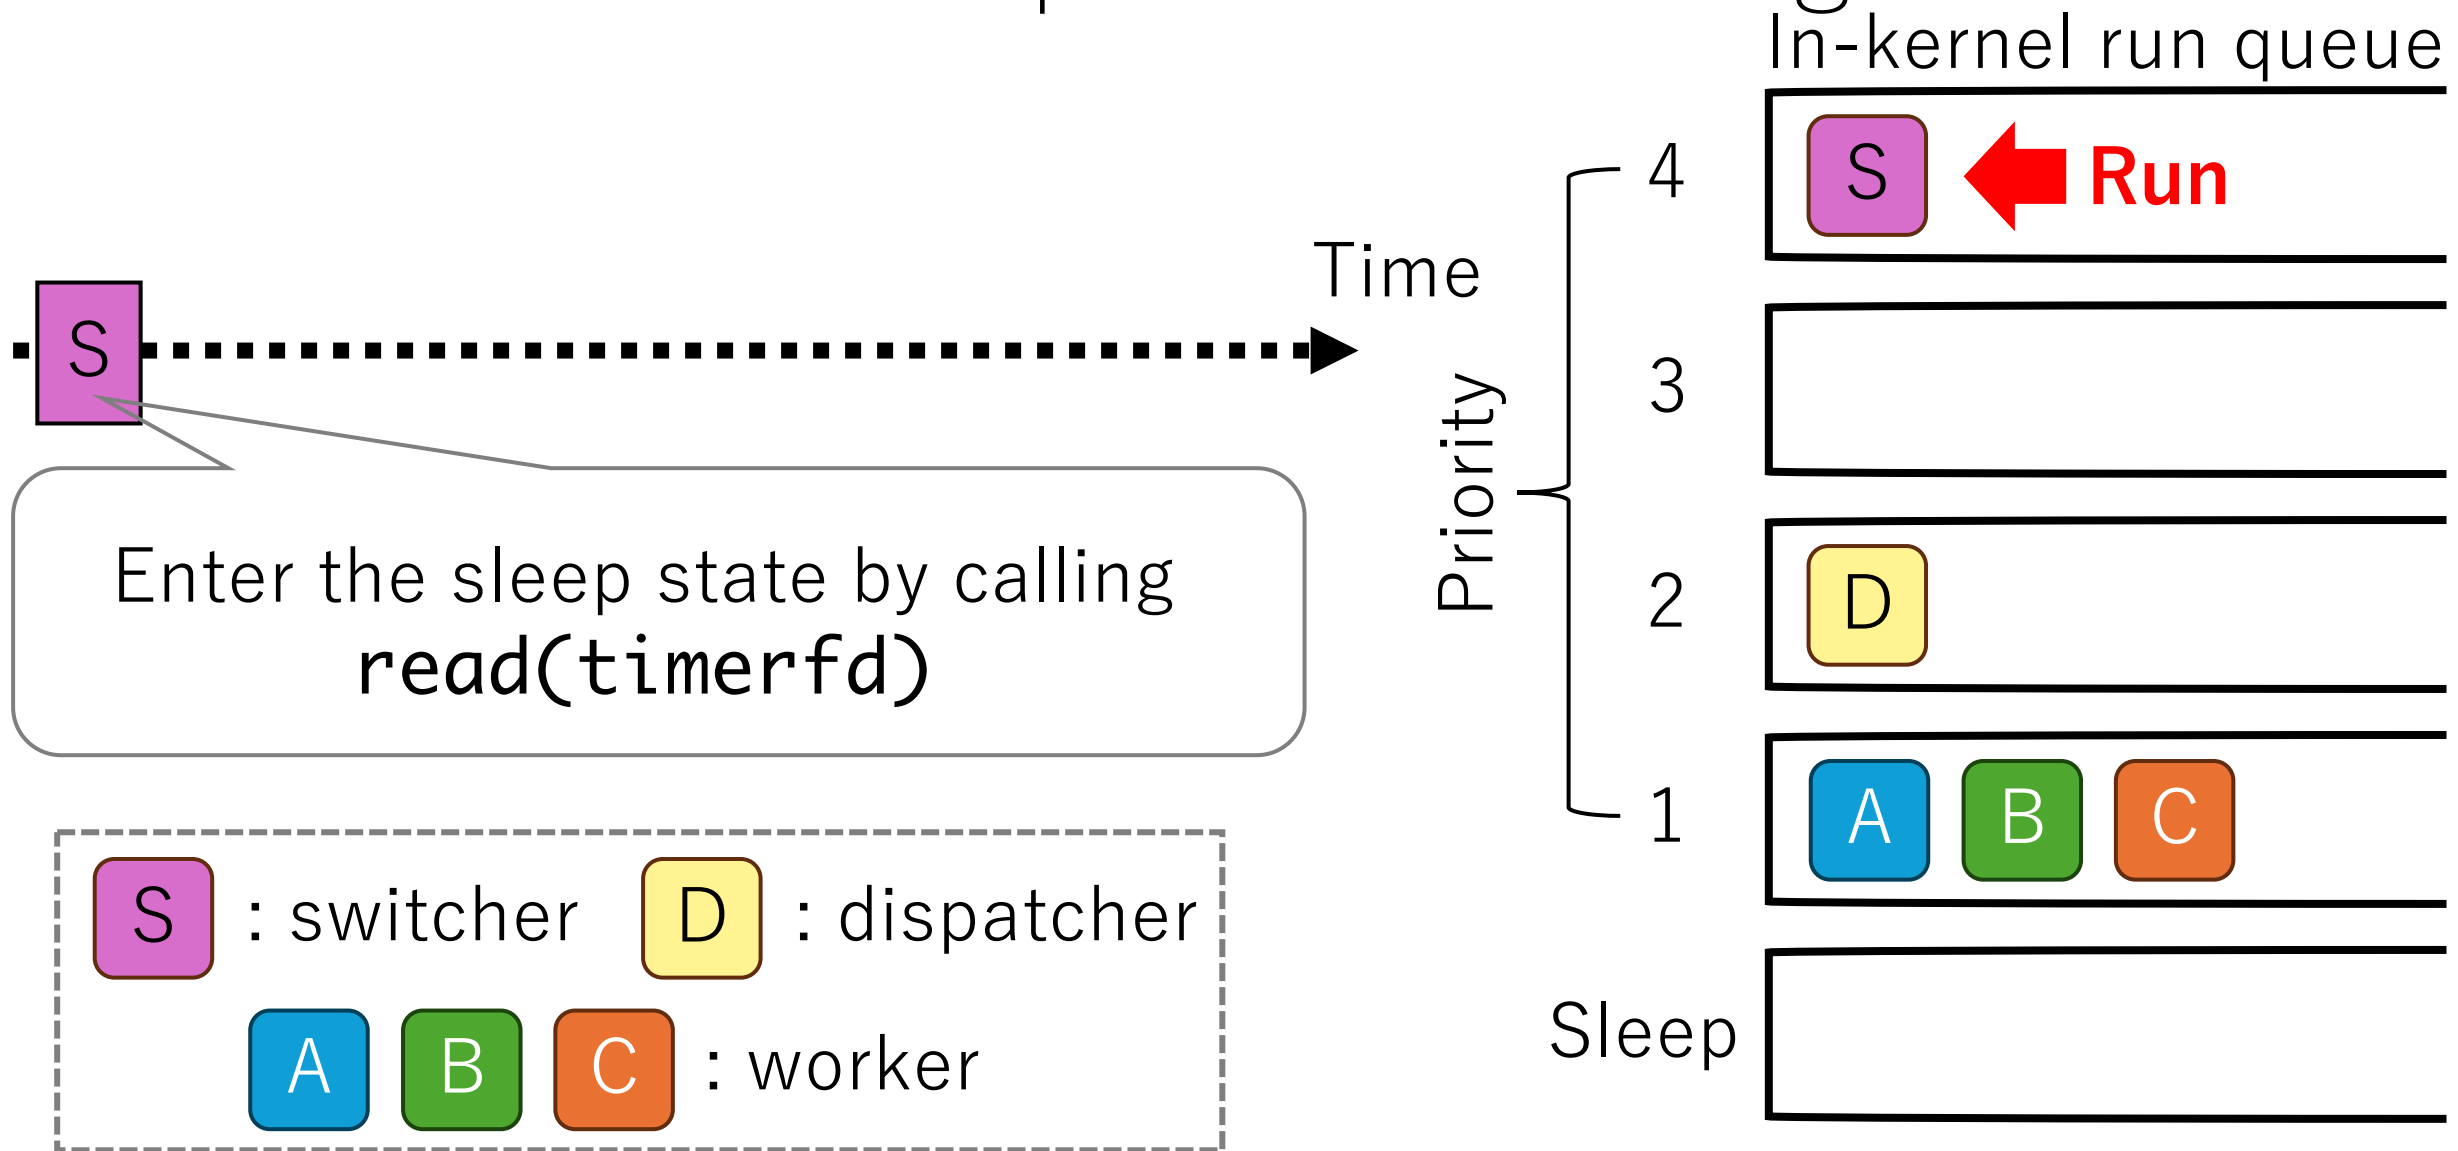 In-kernel run queue
S
Run
4
Time
S
3
Priority
Enter the sleep state by calling
read(timerfd)
D
2
A B C
1
S : switcher D : dispatcher
A B C : worker
Sleep